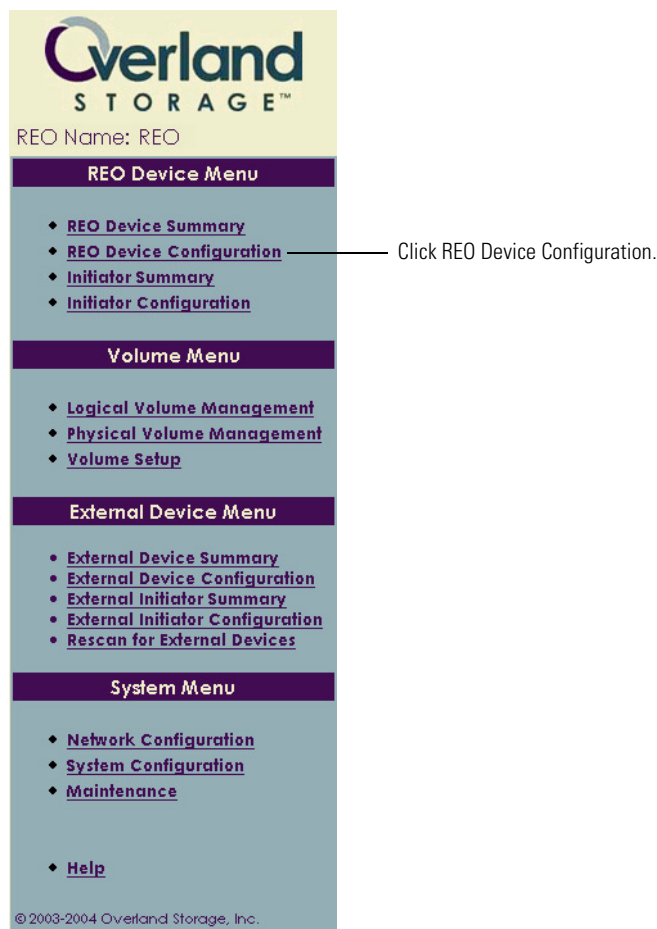 Overland
STORAGE™
REO Name: REO
REO Device Menu
REO Device Summary
REO Device Configuration
Click REO Device Configuration.
Initiator Summary
Initiator Configuration
Volume Menu
Logical Volume Management
Physical Volume Management
Volume Setup
External Device Menu
External Device Summary
External Device Configuration
External Initiator Summary
External Initiator Configuration
Rescan for External Devices
System Menu
Network Configuration
System Configuration
Maintenance
Help
© 2003-2004 Overland Storage, Inc.